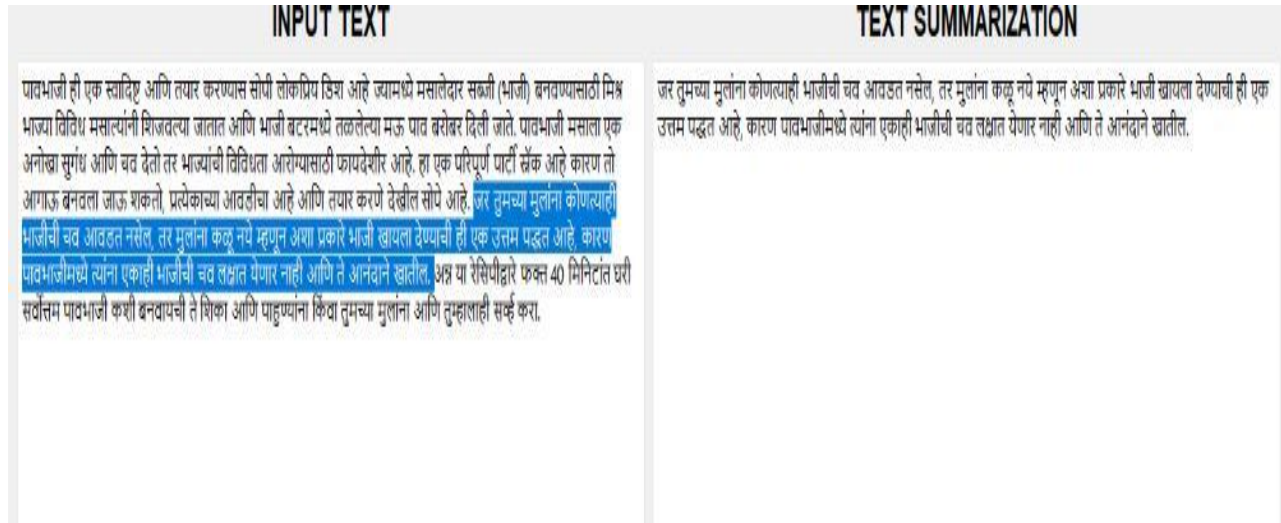 INPUT TEXT
पावभाजी ही एक स्वादिष्ट आणि तयार करण्यास सोपी लोकप्रिय डिश आहे ज्यामध्ये मसालेदार सब्जी (भाजी) बनवण्यासाठी मिश्र
भाज्या विविध मसाल्यांनी शिजवल्या जातात आणि भाजी बटरमध्ये तळलेल्या मऊ पाव बरोबर दिली जाते. पावभाजी मसाला एक
अनोखा सुगंध आणि चव देतो तर भाज्यांची विविधता आरोग्यासाठी फायदेशीर आहे. हा एक परिपूर्ण पार्टी स्नॅक आहे कारण तो
आगाऊ बनवला जाऊ शकतो, प्रत्येकाच्या आवडीचा आहे आणि तयार करणे देखील सोपे आहे. जर तुमच्या मुलांना कोणत्याही
भाजीची चव आवडत नसेल, तर मुलांना कळू नये म्हणून अशा प्रकारे भाजी खायला देण्याची ही एक उत्तम पद्धत आहे, कारण
पावभाजीमध्ये त्यांना एकाही भाजीची चव लक्षात येणार नाही आणि ते आनंदाने खातील. अन्न या रेसिपीद्वारे फक्त 40 मिनिटांत घरी
सर्वोत्तम पावभाजी कशी बनवायची ते शिका आणि पाहुण्यांना किंवा तुमच्या मुलांना आणि तुम्हालाही सर्व्ह करा.
TEXT SUMMARIZATION
जर तुमच्या मुलांना कोणत्याही भाजीची चव आवडत नसेल, तर मुलांना कळू नये म्हणून अशा प्रकारे भाजी खायला देण्याची ही एक
उत्तम पद्धत आहे, कारण पावभाजीमध्ये त्यांना एकाही भाजीची चव लक्षात येणार नाही आणि ते आनंदाने खातील.